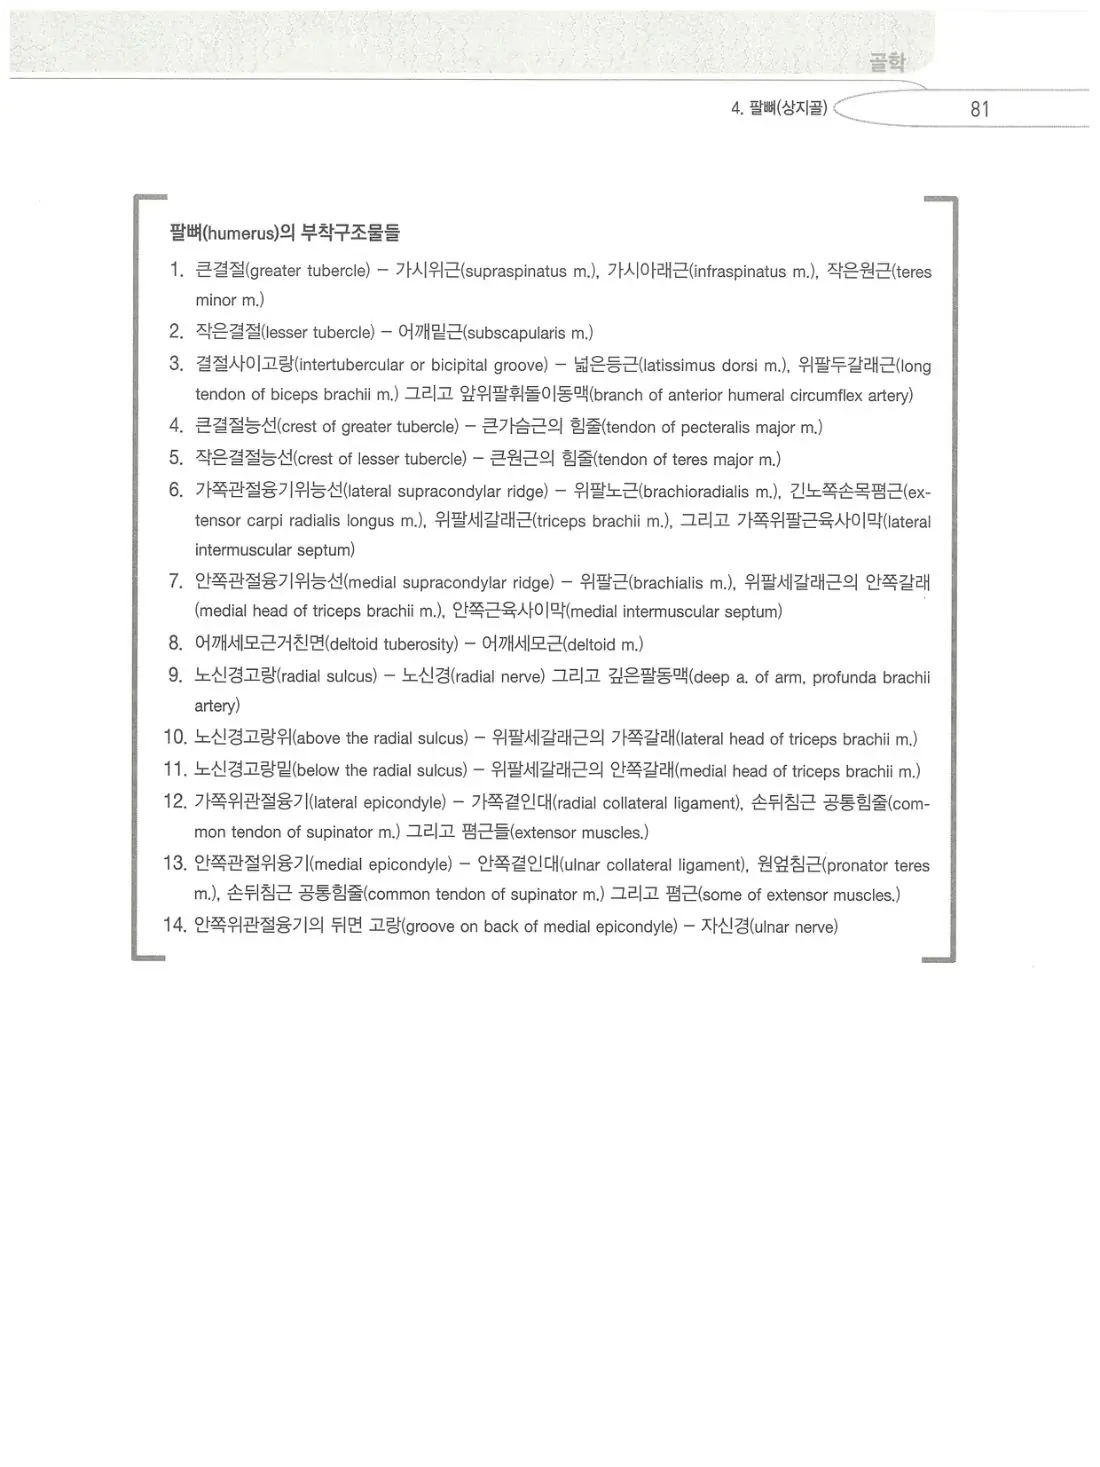 골학
4. 팔뼈(상지골)
81
팔뼈(humerus)의 부착구조물들
1. 큰결절(greater tubercle) – 가시위근(supraspinatus m.), 가시아래근(infraspinatus m.), 작은원근(teres
minor m.)
2. 작은결절(lesser tubercle) – 어깨밑근(subscapularis m.)
3. 결절사이고랑(intertubercular or bicipital groove) – 넓은등근(latissimus dorsi m.), 위팔두갈래근(long
tendon of biceps brachii m.) 그리고 앞위팔휘돌이동맥(branch of anterior humeral circumflex artery)
4. 큰결절능선(crest of greater tubercle) – 큰가슴근의 힘줄(tendon of pecteralis major m.)
5. 작은결절능선(crest of lesser tubercle) – 큰원근의 힘줄(tendon of teres major m.)
6. 가쪽관절융기위능선(lateral supracondylar ridge) – 위팔노근(brachioradialis m.), 긴노쪽손목폄근(ex-
tensor carpi radialis longus m.), 위팔세갈래근(triceps brachii m.), 그리고 가쪽위팔근육사이막(lateral
intermuscular septum)
7. 안쪽관절융기위능선(medial supracondylar ridge) – 위팔근(brachialis m.), 위팔세갈래근의 안쪽갈래
(medial head of triceps brachii m.), 안쪽근육사이막(medial intermuscular septum)
8. 어깨세모근거친면(deltoid tuberosity) – 어깨세모근(deltoid m.)
9. 노신경고랑(radial sulcus) – 노신경(radial nerve) 그리고 깊은팔동맥(deep a. of arm, profunda brachii
artery)
10. 노신경고랑위(above the radial sulcus) – 위팔세갈래근의 가쪽갈래(lateral head of triceps brachii m.)
11. 노신경고랑밑(below the radial sulcus) – 위팔세갈래근의 안쪽갈래(medial head of triceps brachii m.)
12. 가쪽위관절융기(lateral epicondyle) – 가쪽곁인대(radial collateral ligament), 손뒤침근 공통힘줄(com-
mon tendon of supinator m.) 그리고 폄근들(extensor muscles.)
13. 안쪽관절위융기(medial epicondyle) – 안쪽곁인대(ulnar collateral ligament), 원엎침근(pronator teres
m.), 손뒤침근 공통힘줄(common tendon of supinator m.) 그리고 폄근(some of extensor muscles.)
14. 안쪽위관절융기의 뒤면 고랑(groove on back of medial epicondyle) – 자신경(ulnar nerve)